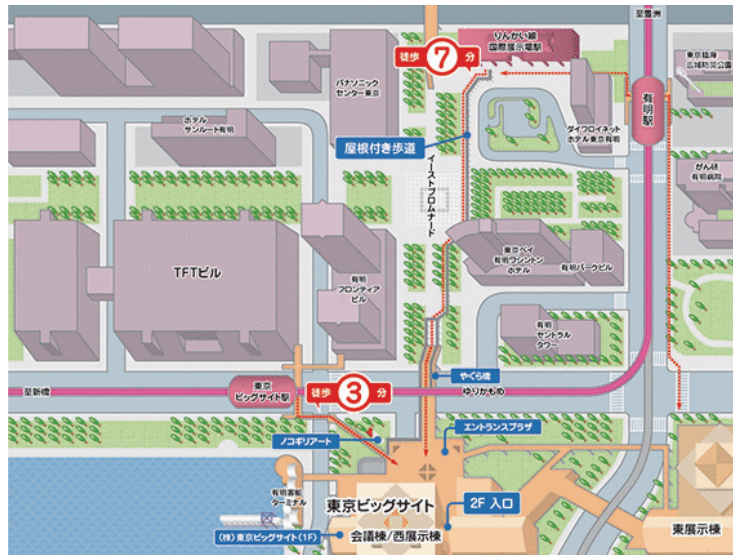 至豊洲
りんかい線
国際展示場駅
徒歩 7 分
東京臨海
広域防災公園
パナソニック
センター東京
有明駅
ホテル
サンルート有明
ダイワロイネット
ホテル東京有明
屋根付き歩道
がん研
有明病院
イーストプロムナード
東京ベイ
有明ワシントン
ホテル
有明パークビル
TFTビル
有明
フロンティア
ビル
有明
セントラル
タワー
やぐら橋
至新橋
東京
ビッグサイト駅
徒歩 3 分
ゆりかもめ
ノコギリアート
エントランスプラザ
有明客船
ターミナル
東京ビッグサイト
2F 入口
(株)東京ビッグサイト(1F)
会議棟/西展示棟
東展示棟